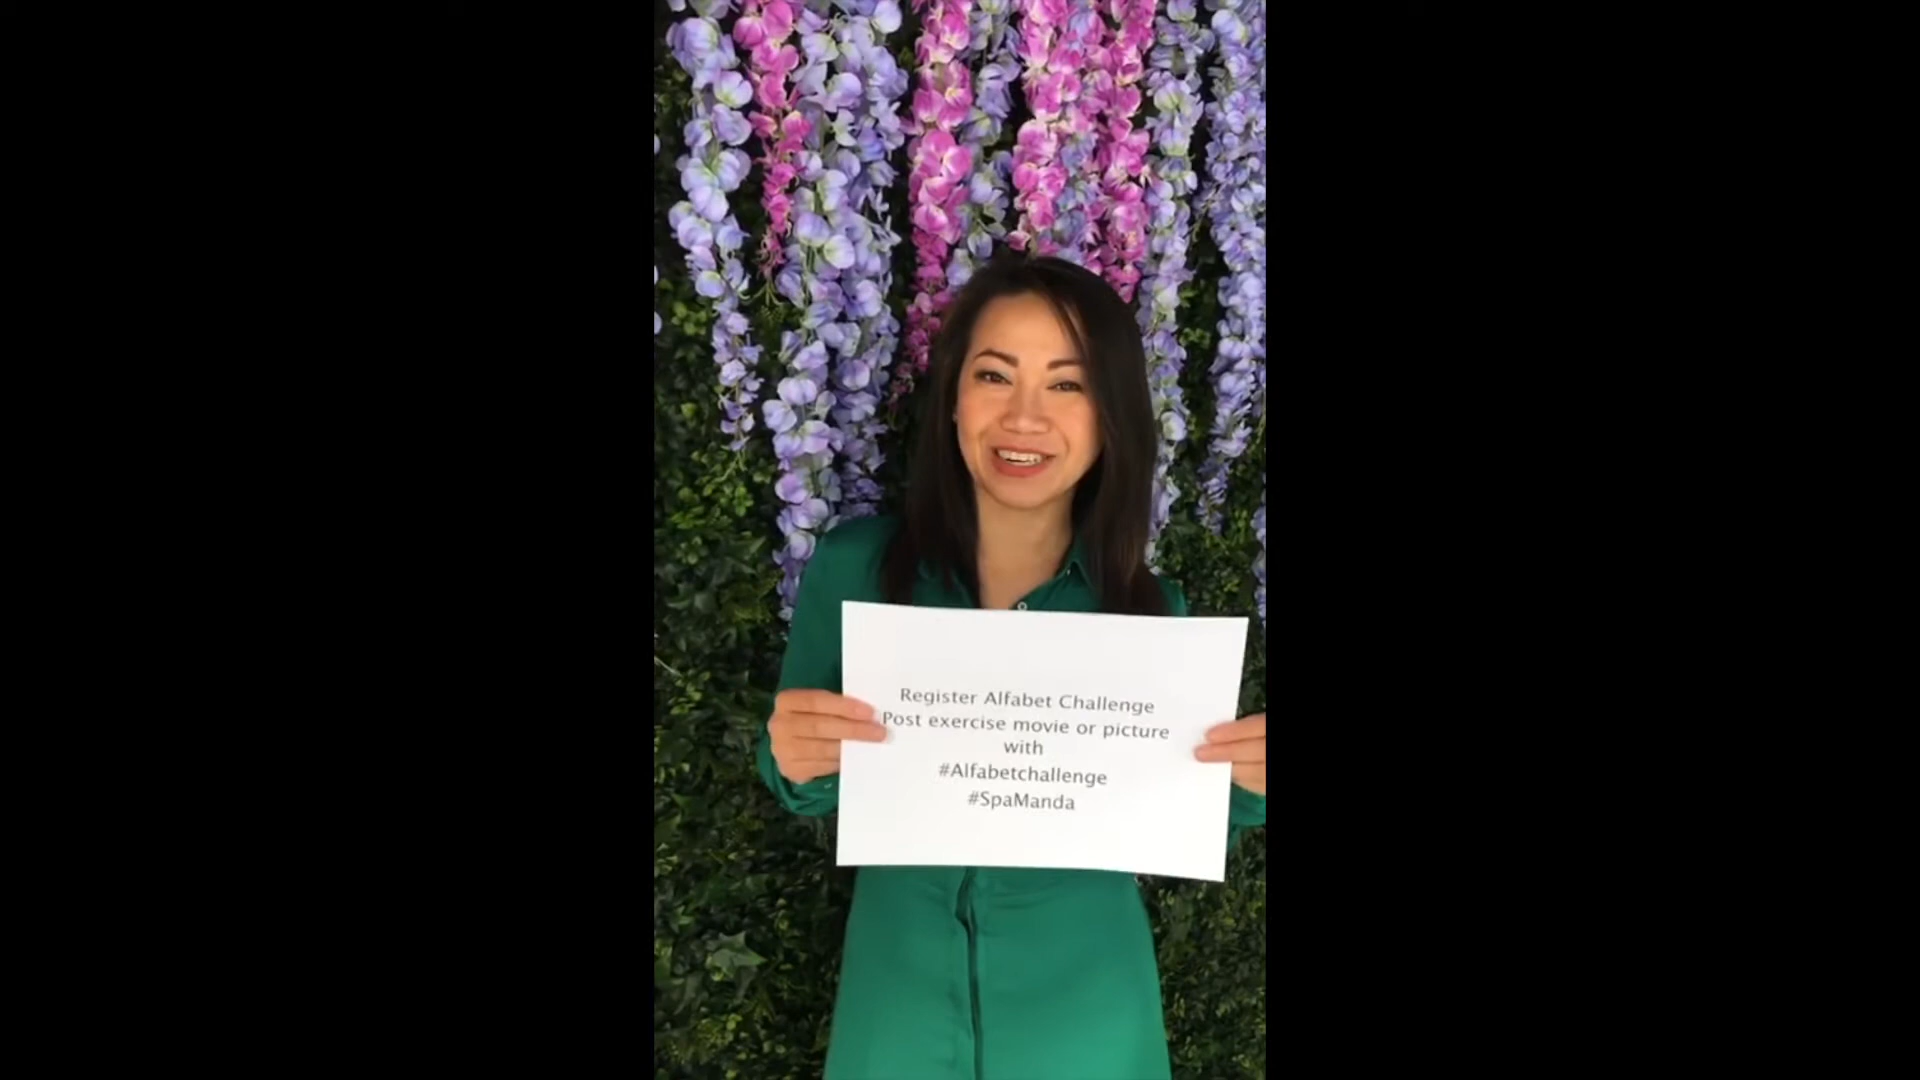 Register Alfabet Challenge
Post exercise movie or picture
with
#Alfabetchallenge
#SpaManda